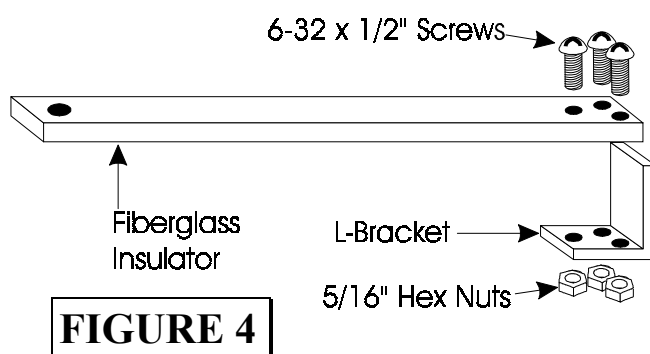 6-32 x 1/2" Screws
Fiberglass
Insulator
L-Bracket
5/16" Hex Nuts
FIGURE 4